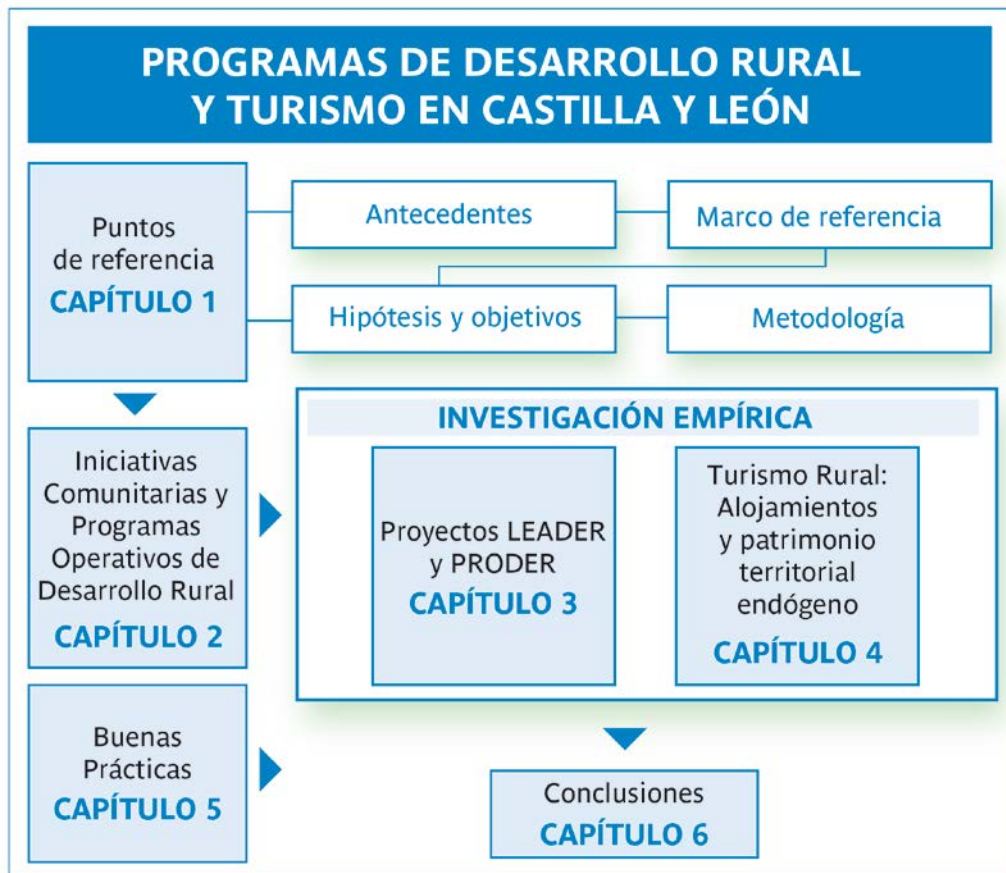 PROGRAMAS DE DESARROLLO RURAL
Y TURISMO EN CASTILLA Y LEÓN
Puntos
de referencia
CAPÍTULO 1
Antecedentes
Marco de referencia
Hipótesis y objetivos
Metodología
Iniciativas
Comunitarias y
Programas
Operativos de
Desarrollo Rural
CAPÍTULO 2
INVESTIGACIÓN EMPÍRICA
Proyectos LEADER
y PRODER
CAPÍTULO 3
Turismo Rural:
Alojamientos
y patrimonio
territorial
endógeno
CAPÍTULO 4
Buenas
Prácticas
CAPÍTULO 5
Conclusiones
CAPÍTULO 6